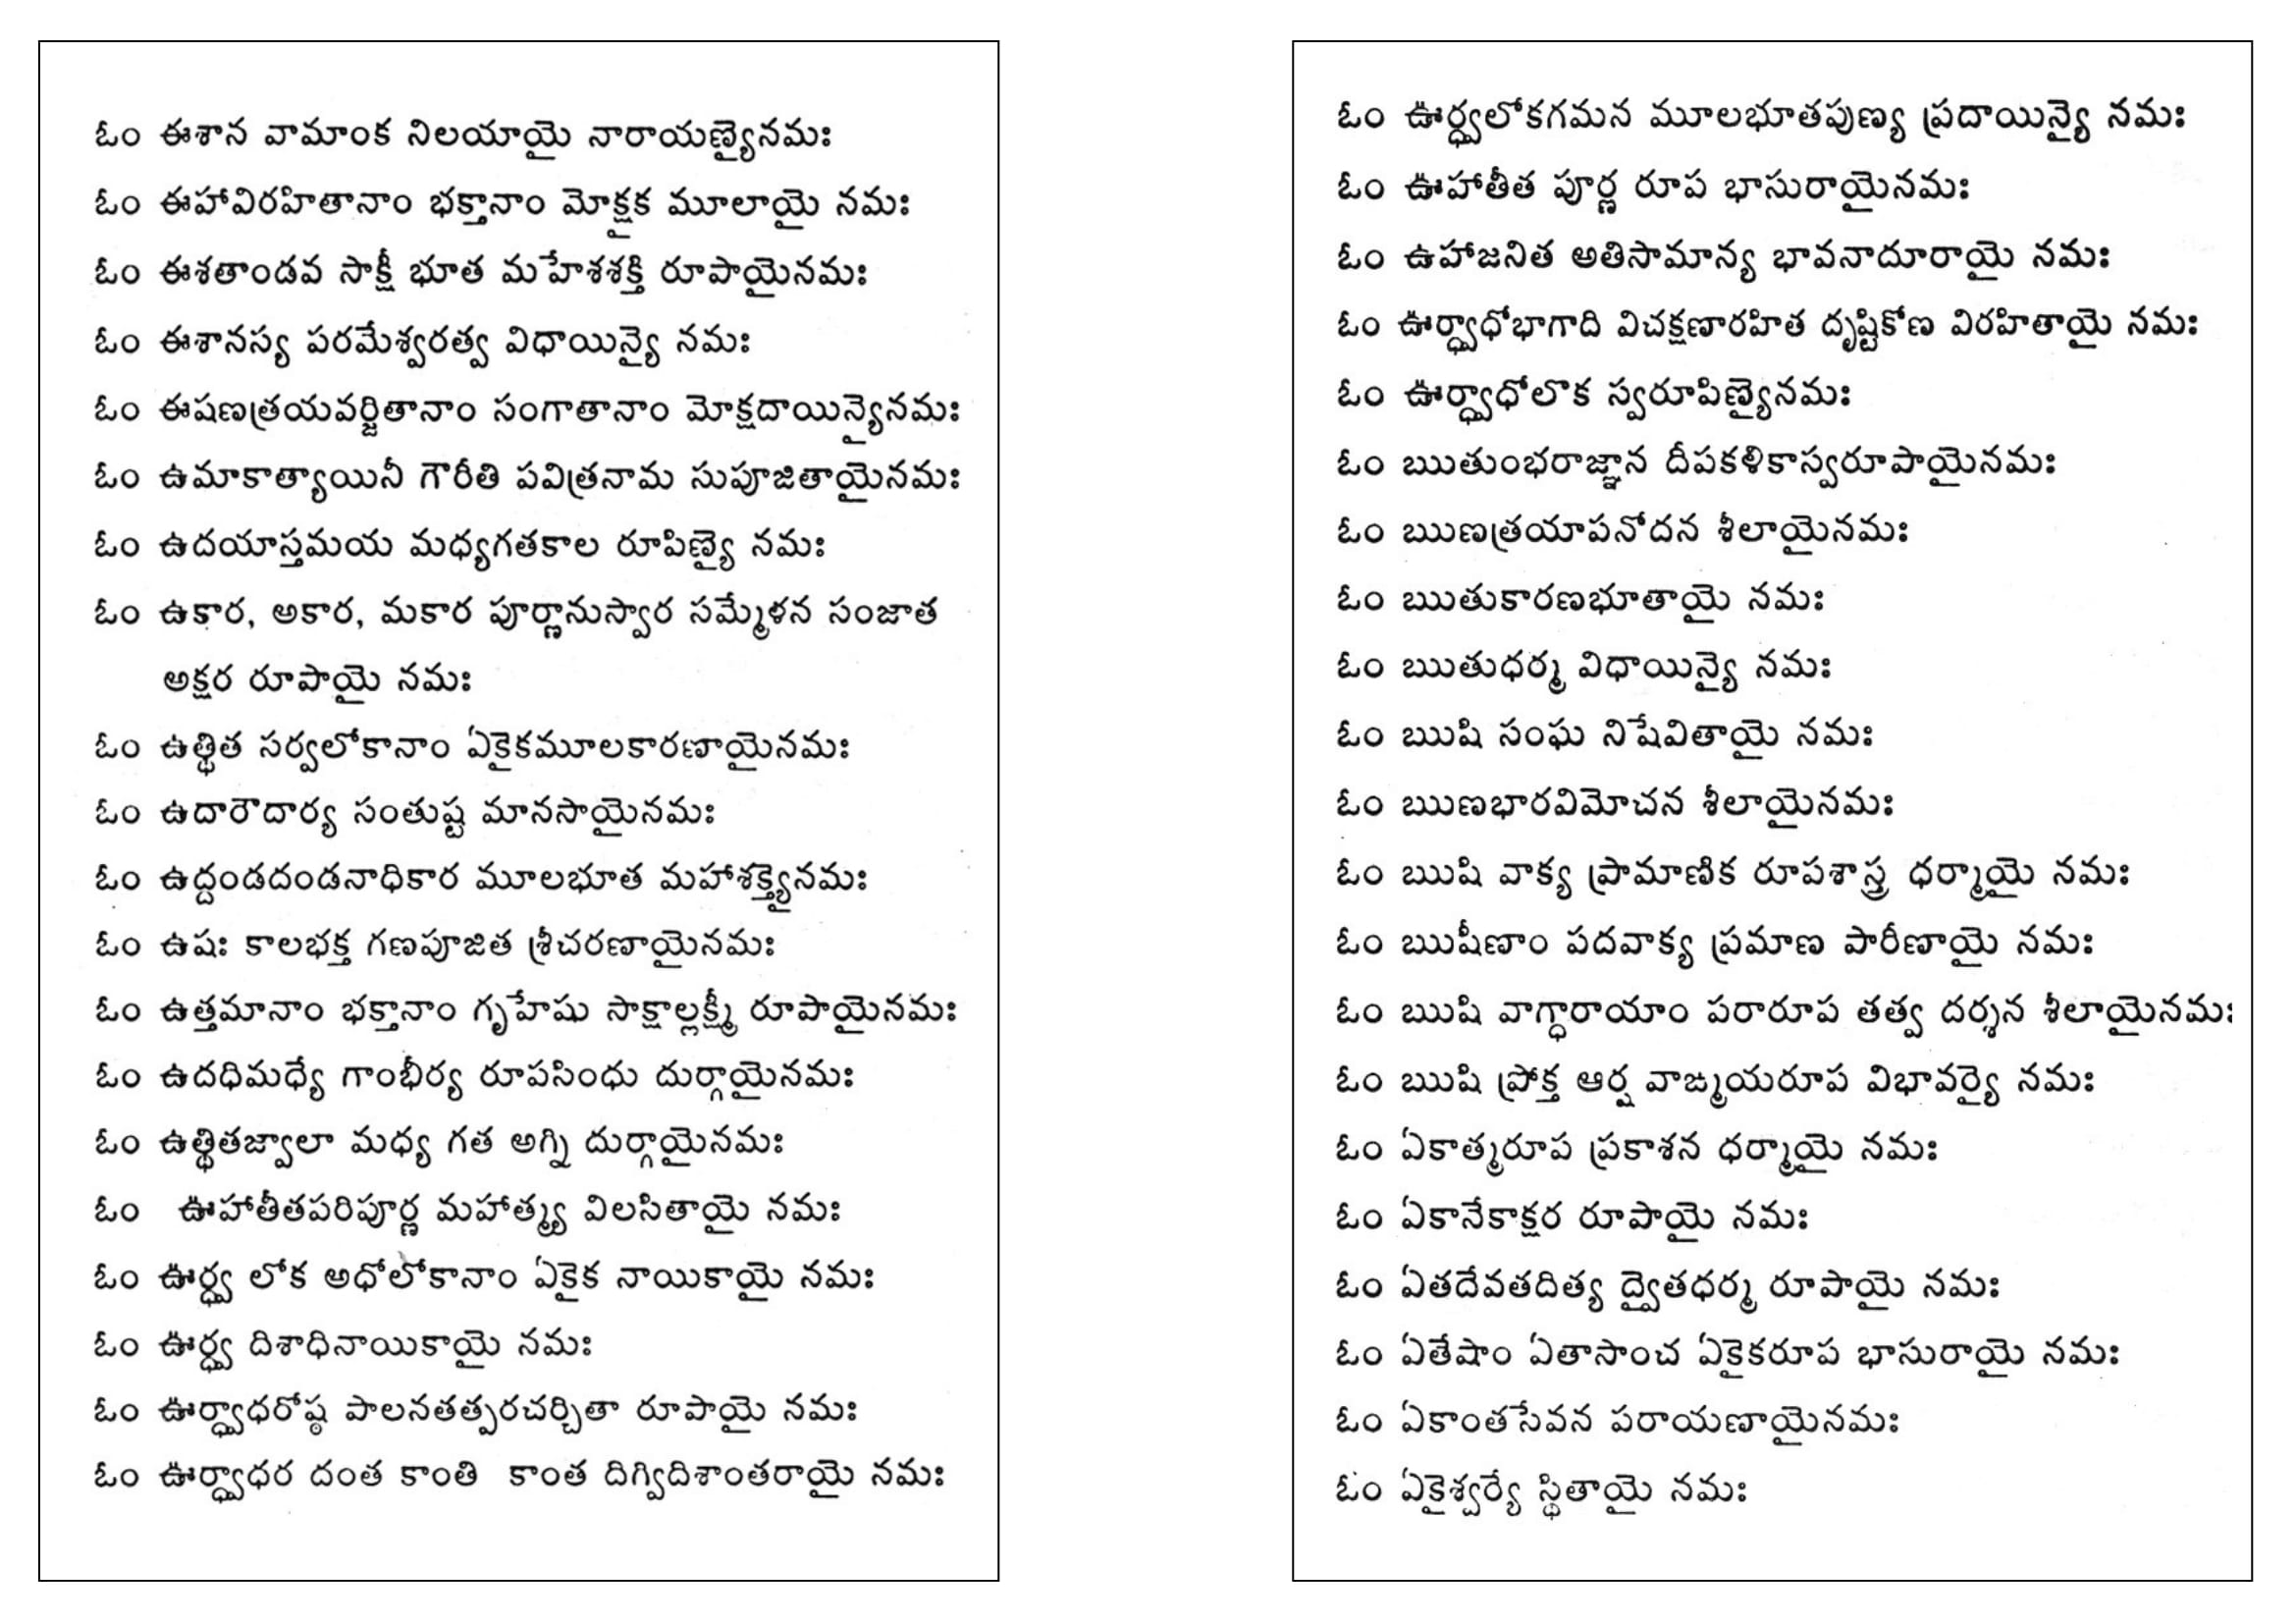 ఓం ఈశాన వామాంక నిలయాయై నారాయణ్యైనమః
ఓం ఈహావిరహితానాం భక్తానాం మోక్షైక మూలాయై నమః
ఓం ఈశతాండవ సాక్షీ భూత మహేశశక్తి రూపాయైనమః
ఓం ఈశానస్య పరమేశ్వరత్వ విధాయిన్యై నమః
ఓం ఈషణత్రయవర్జితానాం సంగాతానాం మోక్షదాయిన్యైనమః
ఓం ఉమాకాత్యాయినీ గౌరీతి పవిత్రనామ సుపూజితాయైనమః
ఓం ఉదయాస్తమయ మధ్యగతకాల రూపిణ్యై నమః
ఓం ఉకార, అకార, మకార పూర్ణానుస్వార సమ్మేళన సంజాత
అక్షర రూపాయై నమః
ఓం ఉత్థిత సర్వలోకానాం ఏకైకమూలకారణాయైనమః
ఓం ఉదారౌదార్య సంతుష్ట మానసాయైనమః
ఓం ఉద్దండదండనాధికార మూలభూత మహాశక్త్యైనమః
ఓం ఉషః కాలభక్త గణపూజిత శ్రీచరణాయైనమః
ఓం ఉత్తమానాం భక్తానాం గృహేషు సాక్షాల్లక్ష్మీ రూపాయైనమః
ఓం ఉదధిమధ్యే గాంభీర్య రూపసింధు దుర్గాయైనమః
ఓం ఉత్థితజ్వాలా మధ్య గత అగ్ని దుర్గాయైనమః
ఓం ఊహాతీతపరిపూర్ణ మహాత్మ్య విలసితాయై నమః
ఓం ఊర్ధ్వ లోక అధోలోకానాం ఏకైక నాయికాయై నమః
ఓం ఊర్ధ్వ దిశాధినాయికాయై నమః
ఓం ఊర్ధ్వాధరోష్ఠ పాలనతత్పరచర్చితా రూపాయై నమః
ఓం ఊర్ధ్వాధర దంత కాంతి కాంత దిగ్విదిశాంతరాయై నమః
ఓం ఊర్ధ్వలోకగమన మూలభూతపుణ్య ప్రదాయిన్యై నమః
ఓం ఊహాతీత పూర్ణ రూప భాసురాయైనమః
ఓం ఉహాజనిత అతిసామాన్య భావనాదూరాయై నమః
ఓం ఊర్ధ్వాధోభాగాది విచక్షణారహిత దృష్టికోణ విరహితాయై నమః
ఓం ఊర్ధ్వాధోలొక స్వరూపిణ్యైనమః
ఓం ఋతుంభరాజ్ఞాన దీపకళికాస్వరూపాయైనమః
ఓం ఋణత్రయాపనోదన శీలాయైనమః
ఓం ఋతుకారణభూతాయై నమః
ఓం ఋతుధర్మ విధాయిన్యై నమః
ఓం ఋషి సంఘ నిషేవితాయై నమః
ఓం ఋణభారవిమోచన శీలాయైనమః
ఓం ఋషి వాక్య ప్రామాణిక రూపశాస్త్ర ధర్మాయై నమః
ఓం ఋషీణాం పదవాక్య ప్రమాణ పారీణాయై నమః
ఓం ఋషి వాగ్ధారాయాం పరారూప తత్వ దర్శన శీలాయైనమః
ఓం ఋషి ప్రోక్త ఆర్ష వాఙ్మయరూప విభావర్యై నమః
ఓం ఏకాత్మరూప ప్రకాశన ధర్మాయై నమః
ఓం ఏకానేకాక్షర రూపాయై నమః
ఓం ఏతదేవతదిత్య ద్వైతధర్మ రూపాయై నమః
ఓం ఏతేషాం ఏతాసాంచ ఏకైకరూప భాసురాయై నమః
ఓం ఏకాంతసేవన పరాయణాయైనమః
ఓం ఏకైశ్వర్యే స్థితాయై నమః